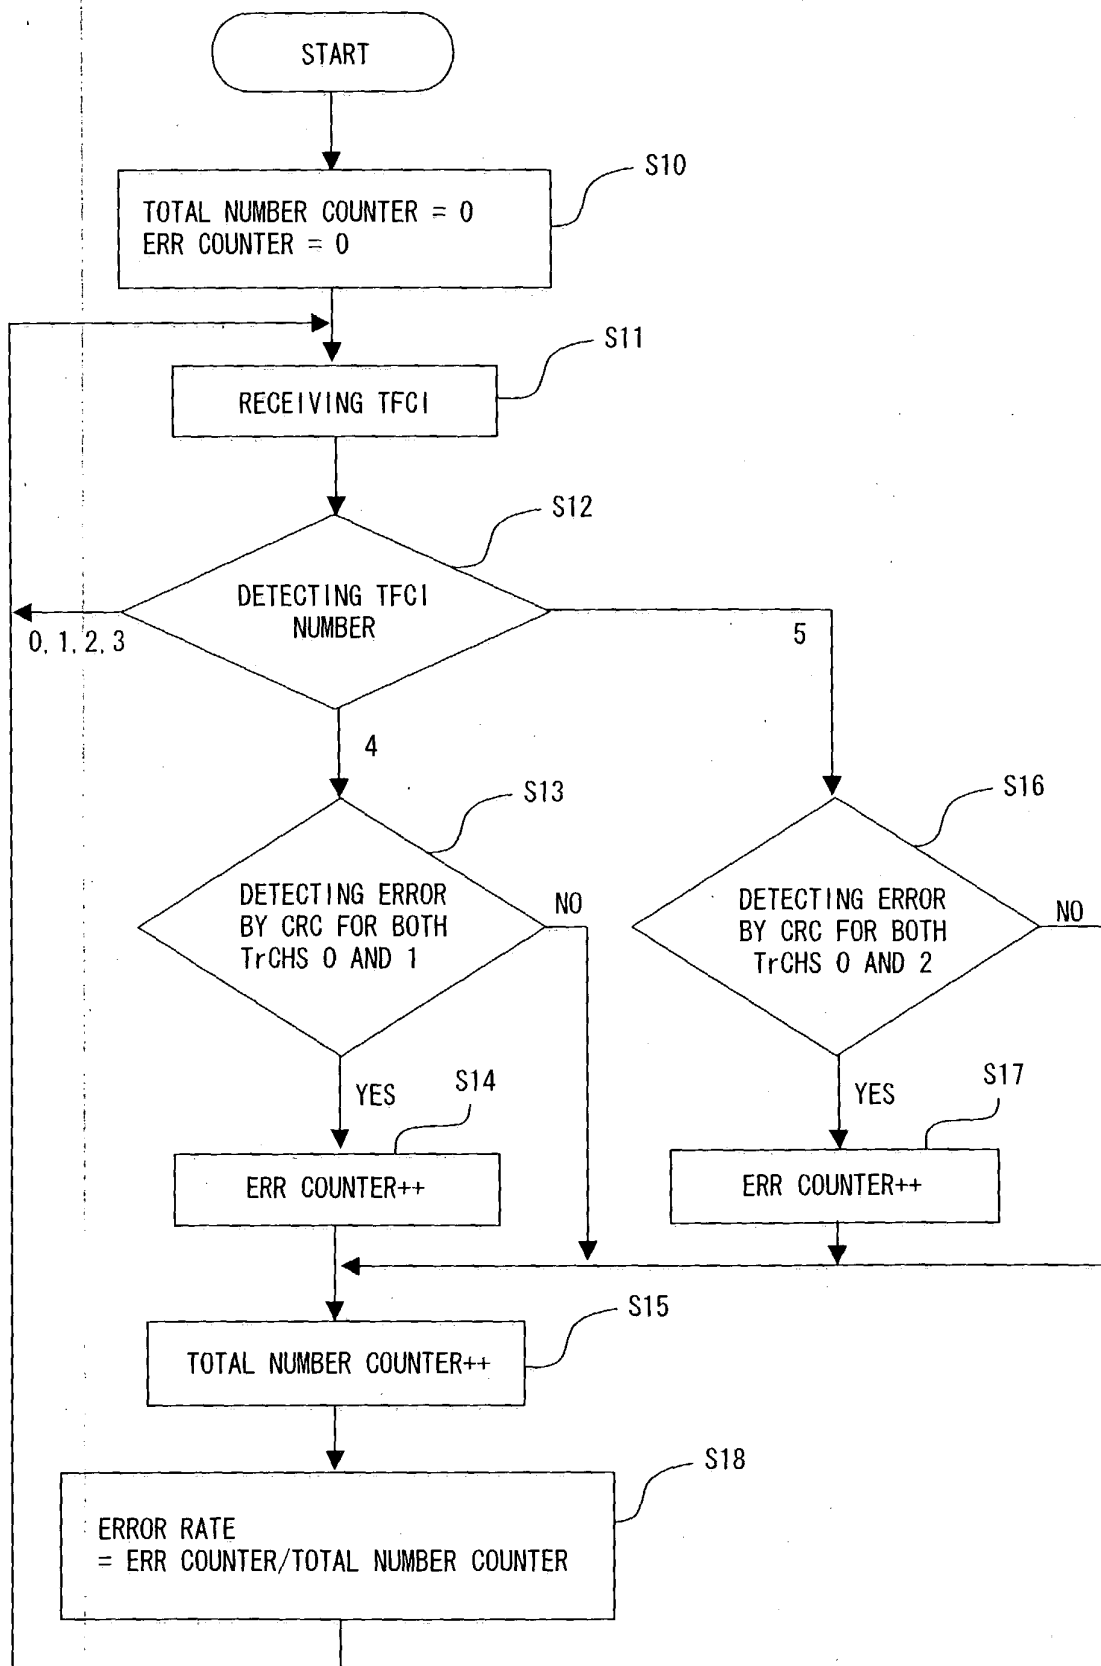 START
S10
TOTAL NUMBER COUNTER = 0
ERR COUNTER = 0
S11
RECEIVING TFCI
S12
DETECTING TFCI
NUMBER
0, 1, 2, 3
5
4
S13
S16
DETECTING ERROR
BY CRC FOR BOTH
TrCHS 0 AND 1
NO
DETECTING ERROR
BY CRC FOR BOTH
TrCHS 0 AND 2
NO
YES
S14
YES
S17
ERR COUNTER++
ERR COUNTER++
S15
TOTAL NUMBER COUNTER++
S18
ERROR RATE
= ERR COUNTER/TOTAL NUMBER COUNTER